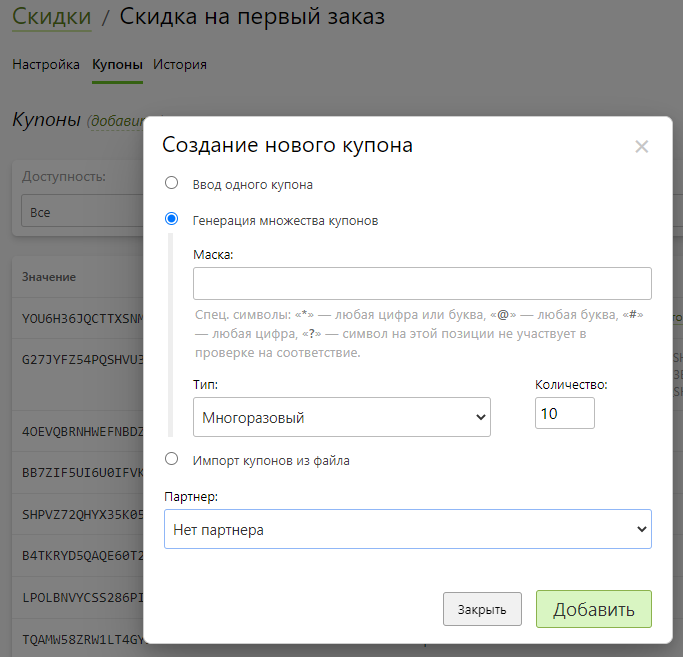 Скидки / Скидка на первый заказ
Настройка Купоны История
Купоны (добавит
Создание нового купона
Доступность:
Ввод одного купона
Все
Генерация множества купонов
Маска:
Значение
Спец. символы: «*» — любая цифра или буква, «@» — любая буква, «#»
— любая цифра, «?» — символ на этой позиции не участвует в
проверке на соответствие.
YOU6H36JQCTTXSNM
G27JYFZ54PQSHVU3
Тип: Количество:
Многоразовый 10
4OEVQBRNHWEFNBDZ
Импорт купонов из файла
BB7ZIF5UI6U0IFVK
Партнер:
SHPVZ72QHYX35K05
Нет партнера
B4TKRYD5QAQE60T2
LPOLBNVYCSS286PI
Закрыть Добавить
TQAMW58ZRW1LT4GY